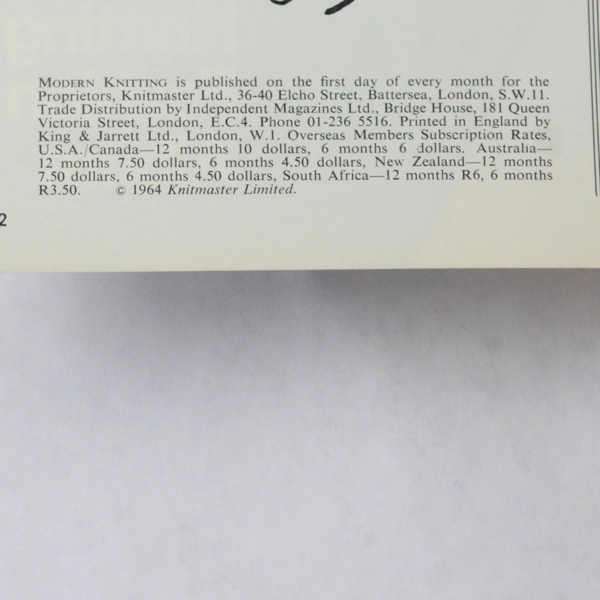 MODERN KNITTING is published on the first day of every month for the
Proprietors, Knitmaster Ltd., 36-40 Elcho Street, Battersea, London, S.W.11.
Trade Distribution by Independent Magazines Ltd., Bridge House, 181 Queen
Victoria Street, London, E.C.4. Phone 01-236 5516. Printed in England by
King & Jarrett Ltd., London, W.1. Overseas Members Subscription Rates,
U.S.A./Canada—12 months 10 dollars, 6 months 6 dollars. Australia—
12 months 7.50 dollars, 6 months 4.50 dollars, New Zealand—12 months
7.50 dollars, 6 months 4.50 dollars, South Africa—12 months R6, 6 months
R3.50. © 1964 Knitmaster Limited.
2